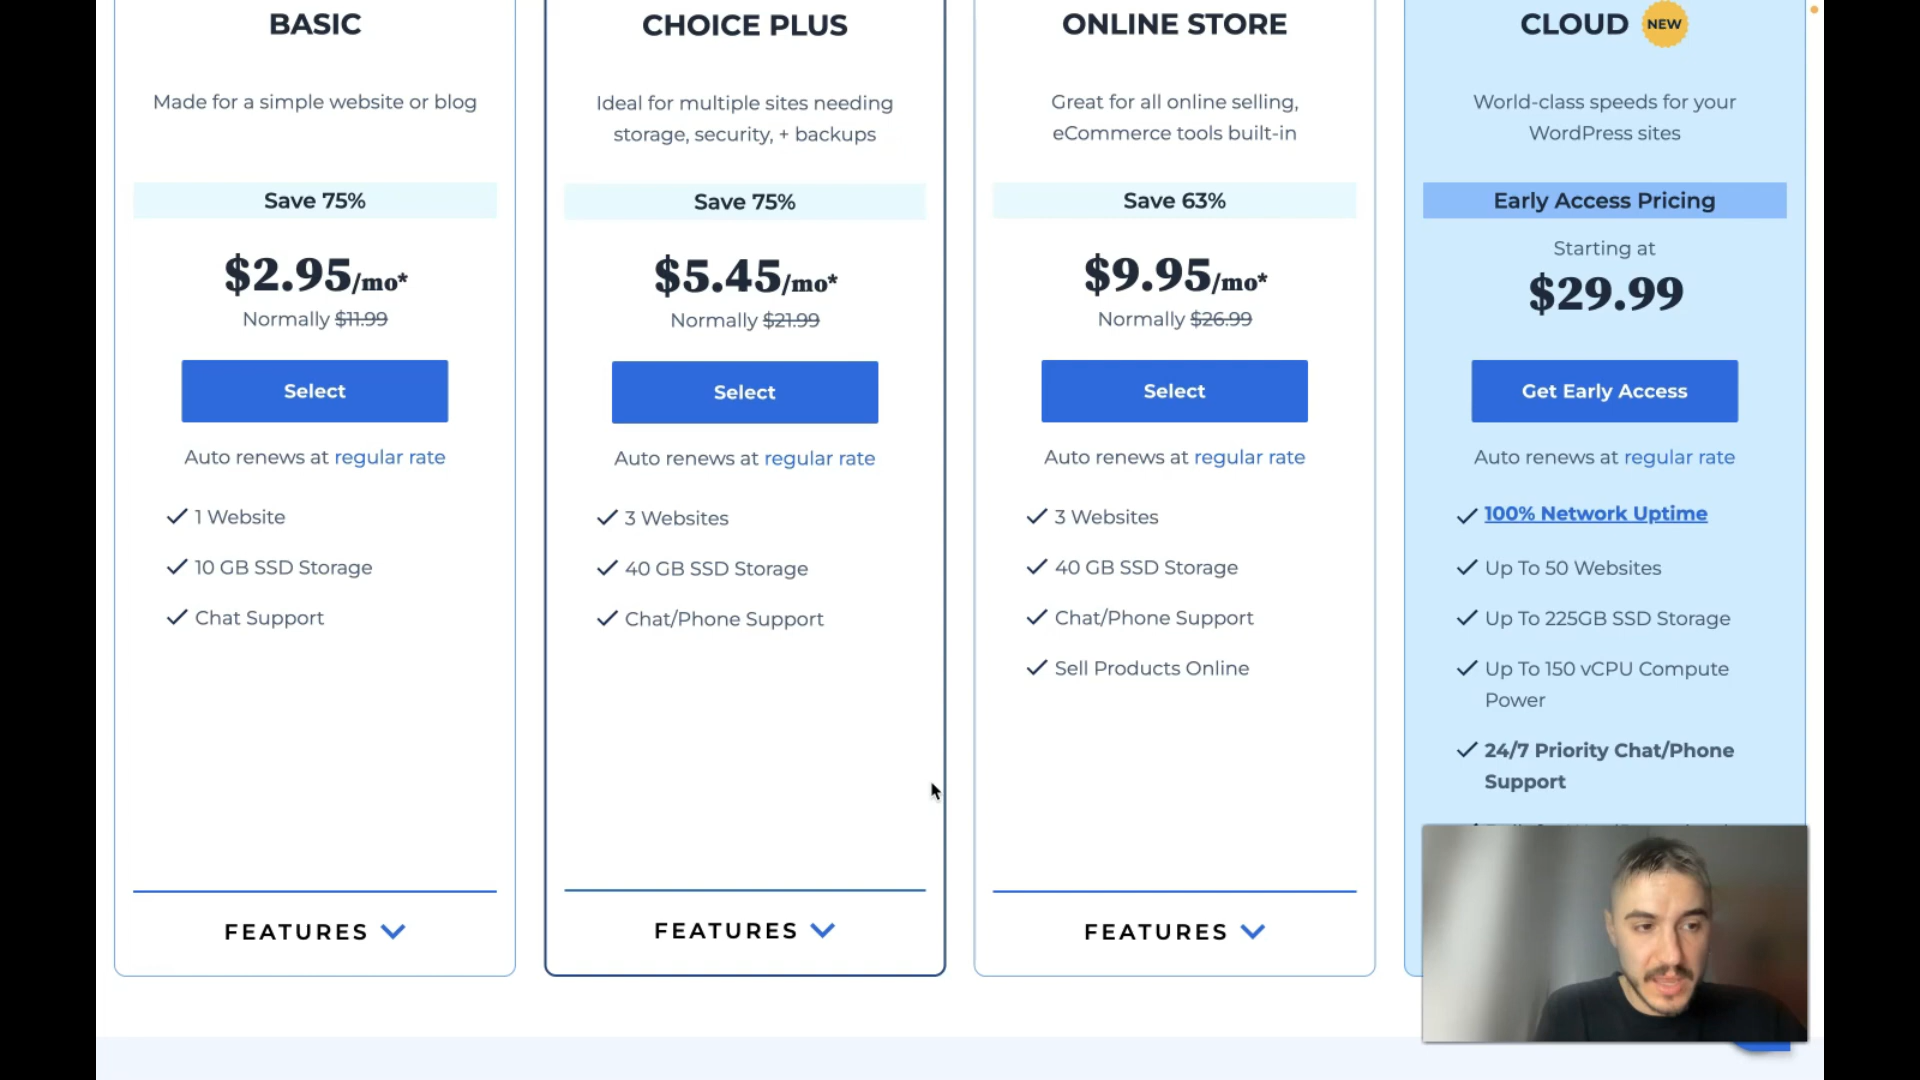 BASIC
Made for a simple website or blog
Save 75%
$2.95/mo*
Normally $11.99
Select
Auto renews at regular rate
1 Website
10 GB SSD Storage
Chat Support
FEATURES
CHOICE PLUS
Ideal for multiple sites needing
storage, security, + backups
Save 75%
$5.45/mo*
Normally $21.99
Select
Auto renews at regular rate
3 Websites
40 GB SSD Storage
Chat/Phone Support
FEATURES
ONLINE STORE
Great for all online selling,
eCommerce tools built-in
Save 63%
$9.95/mo*
Normally $26.99
Select
Auto renews at regular rate
3 Websites
40 GB SSD Storage
Chat/Phone Support
Sell Products Online
FEATURES
CLOUD NEW
World-class speeds for your
WordPress sites
Early Access Pricing
Starting at
$29.99
Get Early Access
Auto renews at regular rate
100% Network Uptime
Up To 50 Websites
Up To 225GB SSD Storage
Up To 150 vCPU Compute
Power
24/7 Priority Chat/Phone
Support